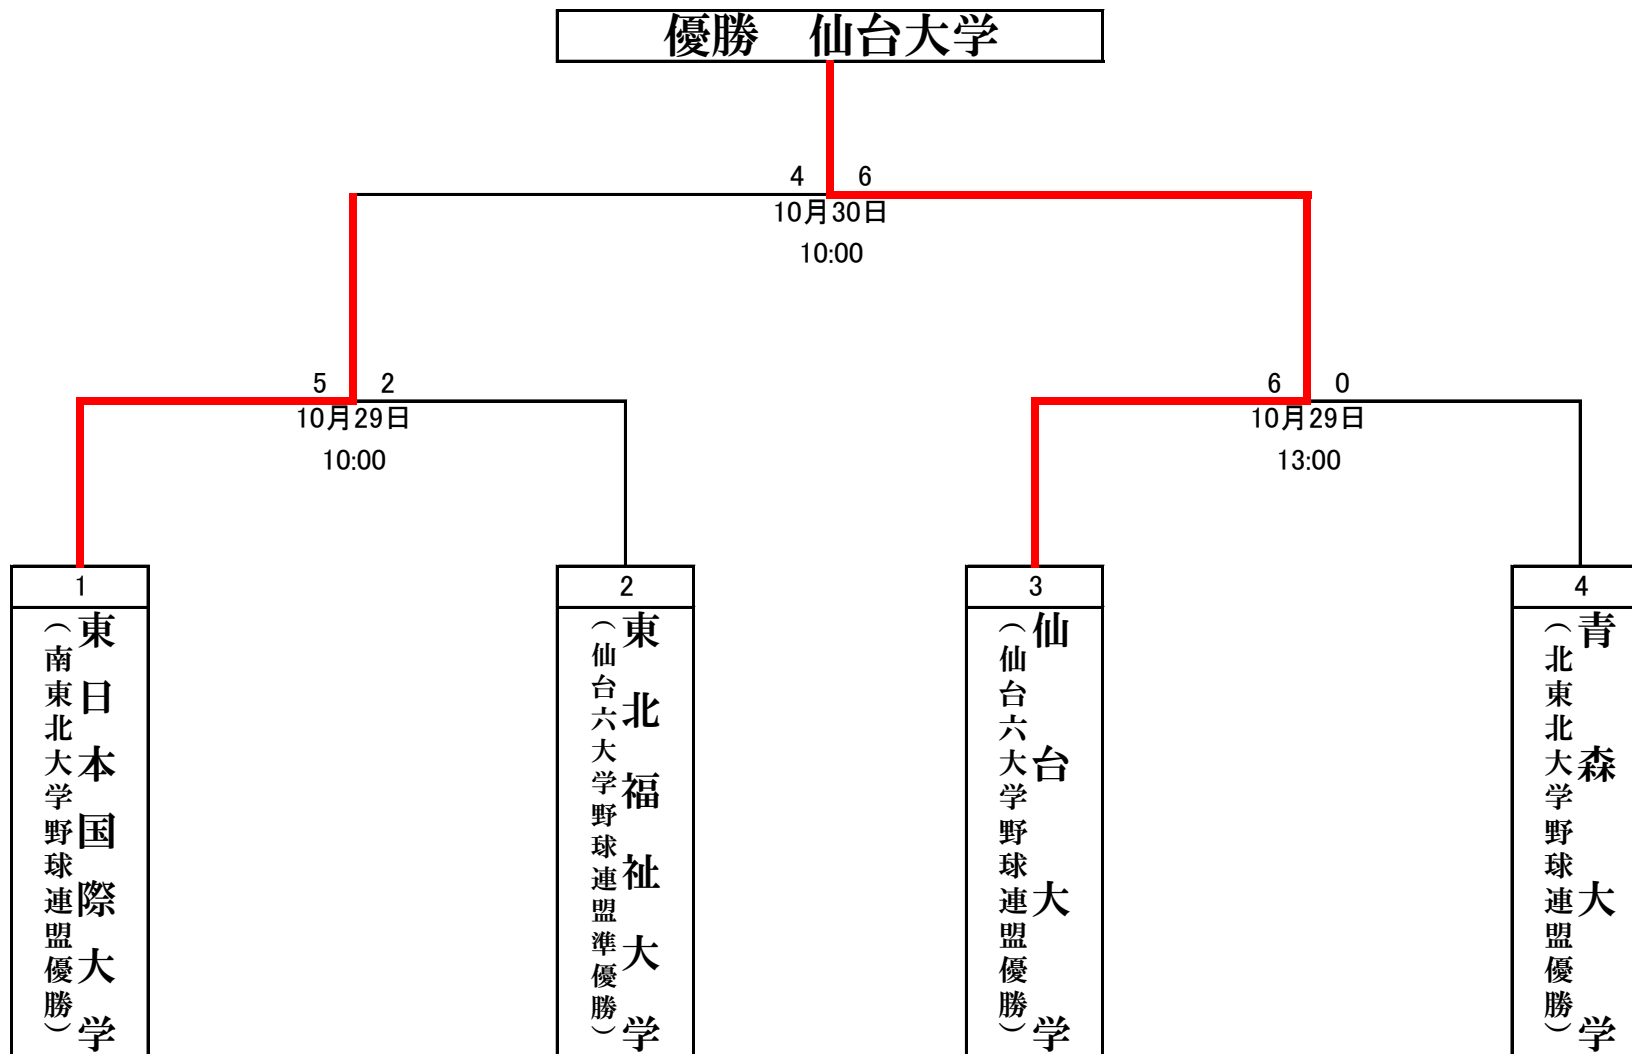 優勝　仙台大学
4 6
10月30日
10:00
5 2
10月29日
10:00
6 0
10月29日
13:00
1
東日本国際大学
（南東北大学野球連盟優勝）
2
東北福祉大学
（仙台六大学野球連盟準優勝）
3
仙台大学
（仙台六大学野球連盟優勝）
4
青森大学
（北東北大学野球連盟優勝）